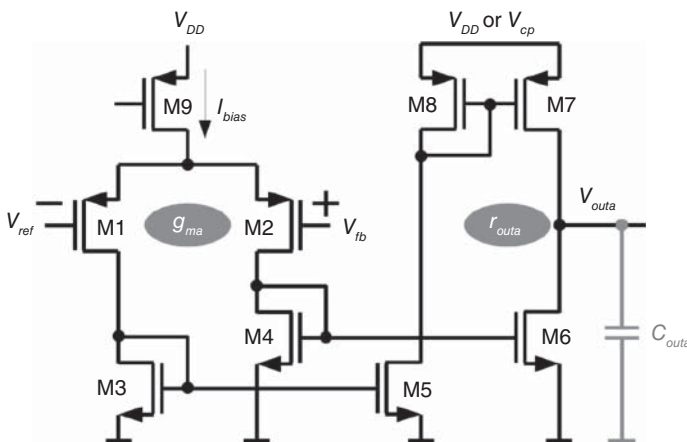 V_DD
V_DD or V_cp
M9
I_bias
M8
M7
−
+
V_ref
M1
g_ma
M2
V_fb
r_outa
V_outa
M4
M6
C_outa
M3
M5